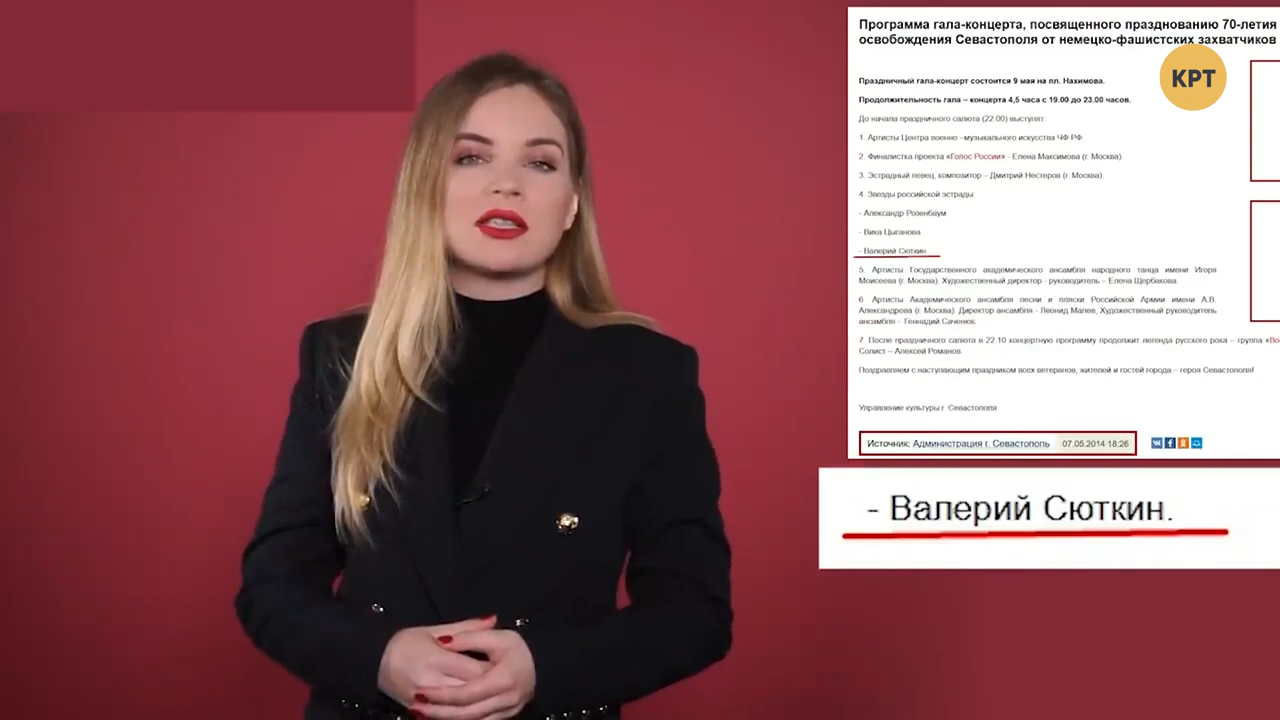 Программа гала-концерта, посвященного празднованию 70-летия
освобождения Севастополя от немецко-фашистских захватчиков
КРТ
Праздничный гала-концерт состоится 9 мая на пл. Нахимова.
Продолжительность гала – концерта 4,5 часа с 19.00 до 23.00 часов.
До начала праздничного салюта (22.00) выступят:
1. Артисты Центра военно –музыкального искусства ЧФ РФ
2. Финалистка проекта «Голос России» - Елена Максимова (г. Москва).
3. Эстрадный певец, композитор – Дмитрий Нестеров (г. Москва)
4. Звезды российской эстрады:
- Александр Розенбаум
- Вика Цыганова
- Валерий Сюткин.
5. Артисты Государственного академического ансамбля народного танца имени Игоря
Моисеева (г. Москва). Художественный директор - руководитель – Елена Щербакова.
6. Артисты Академического ансамбля песни и пляски Российской Армии имени А.В.
Александрова (г. Москва). Директор ансамбля - Леонид Малев, Художественный руководитель
ансамбля - Геннадий Саченюк.
7. После праздничного салюта в 22.10 концертную программу продолжит легенда русского рока – группа «Во
Солист – Алексей Романов.
Поздравляем с наступающим праздником всех ветеранов, жителей и гостей города – героя Севастополя!
Управление культуры г. Севастополя
Источник: Администрация г. Севастополь 07.05.2014 18:26
- Валерий Сюткин.